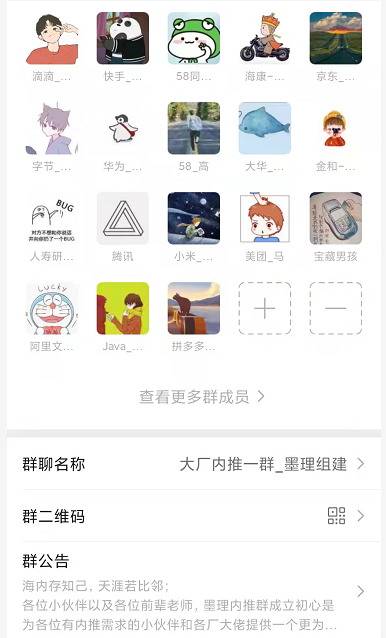 滴滴_...
快手_...
58同...
海康-...
京东_...
字节_...
华为_...
58_高
大华_...
金和-...
BUG
对方不想和你说话
并向你扔了一个BUG
人寿研...
腾讯
小米_...
美团_马
宝藏男孩
Lucky
阿里文...
Java_...
拼多多...
查看更多群成员
群聊名称
大厂内推一群_墨理组建
群二维码
群公告
海内存知己，天涯若比邻；
各位小伙伴以及各位前辈老师，墨理内推群成立初心是
为各位有内推需求的小伙伴和各厂大佬提供一个更为...